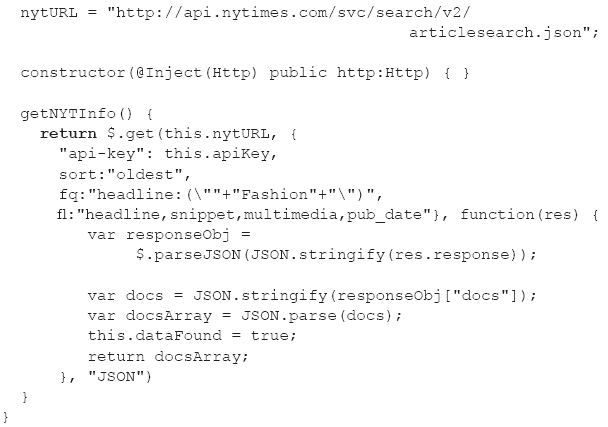 nytURL = "http://api.nytimes.com/svc/search/v2/
articlesearch.json";
constructor(@Inject(Http) public http:Http) { }
getNYTInfo() {
return $.get(this.nytURL, {
"api-key": this.apiKey,
sort:"oldest",
fq:"headline:(\""+"Fashion"+"\")",
fl:"headline,snippet,multimedia,pub_date"}, function(res) {
var responseObj =
$.parseJSON(JSON.stringify(res.response));
var docs = JSON.stringify(responseObj["docs"]);
var docsArray = JSON.parse(docs);
this.dataFound = true;
return docsArray;
}, "JSON")
}
}